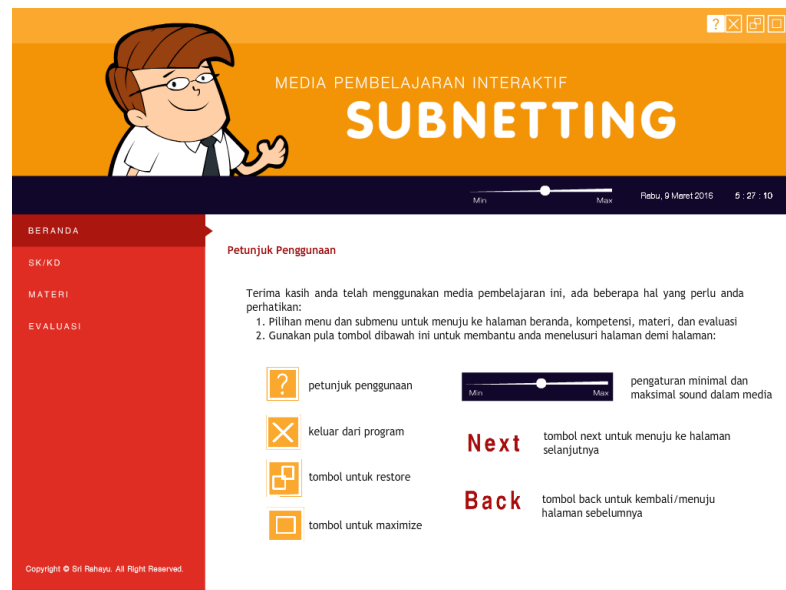 ?
MEDIA PEMBELAJARAN INTERAKTIF
SUBNETTING
Min
Max
Rabu, 9 Maret 2016
5 : 27 : 10
BERANDA
SK/KD
MATERI
EVALUASI
Petunjuk Penggunaan
Terima kasih anda telah menggunakan media pembelajaran ini, ada beberapa hal yang perlu anda
perhatikan:
1. Pilihan menu dan submenu untuk menuju ke halaman beranda, kompetensi, materi, dan evaluasi
2. Gunakan pula tombol dibawah ini untuk membantu anda menelusuri halaman demi halaman:
?
petunjuk penggunaan
keluar dari program
tombol untuk restore
tombol untuk maximize
Min
Max
pengaturan minimal dan
maksimal sound dalam media
Next
tombol next untuk menuju ke halaman
selanjutnya
Back
tombol back untuk kembali/menuju
halaman sebelumnya
Copyright © Sri Rahayu. All Right Reserved.